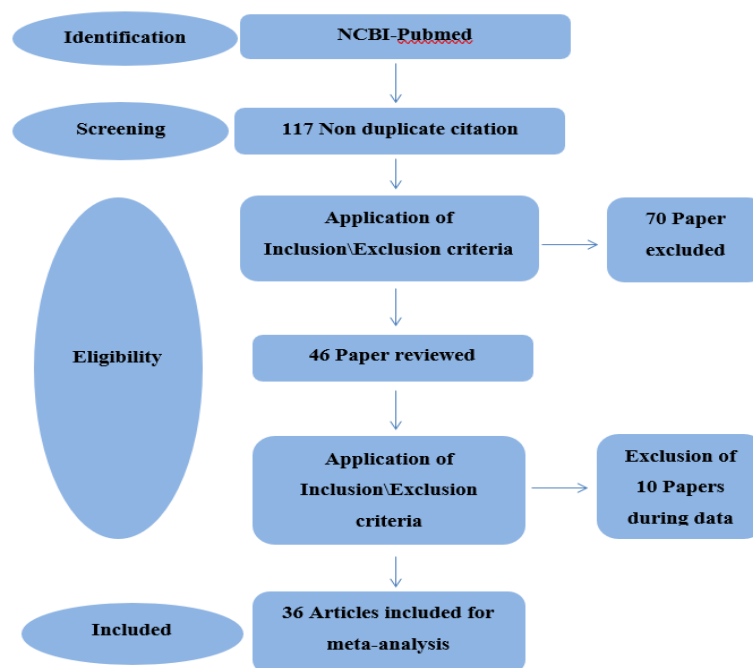 Identification
NCBI-Pubmed
Screening
117 Non duplicate citation
Application of
Inclusion\Exclusion criteria
70 Paper
excluded
Eligibility
46 Paper reviewed
Application of
Inclusion\Exclusion
criteria
Exclusion of
10 Papers
during data
Included
36 Articles included for
meta-analysis